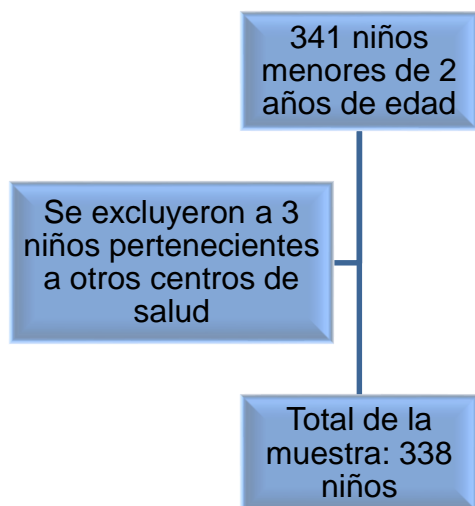 341 niños
menores de 2
años de edad
Se excluyeron a 3
niños pertenecientes
a otros centros de
salud
Total de la
muestra: 338
niños